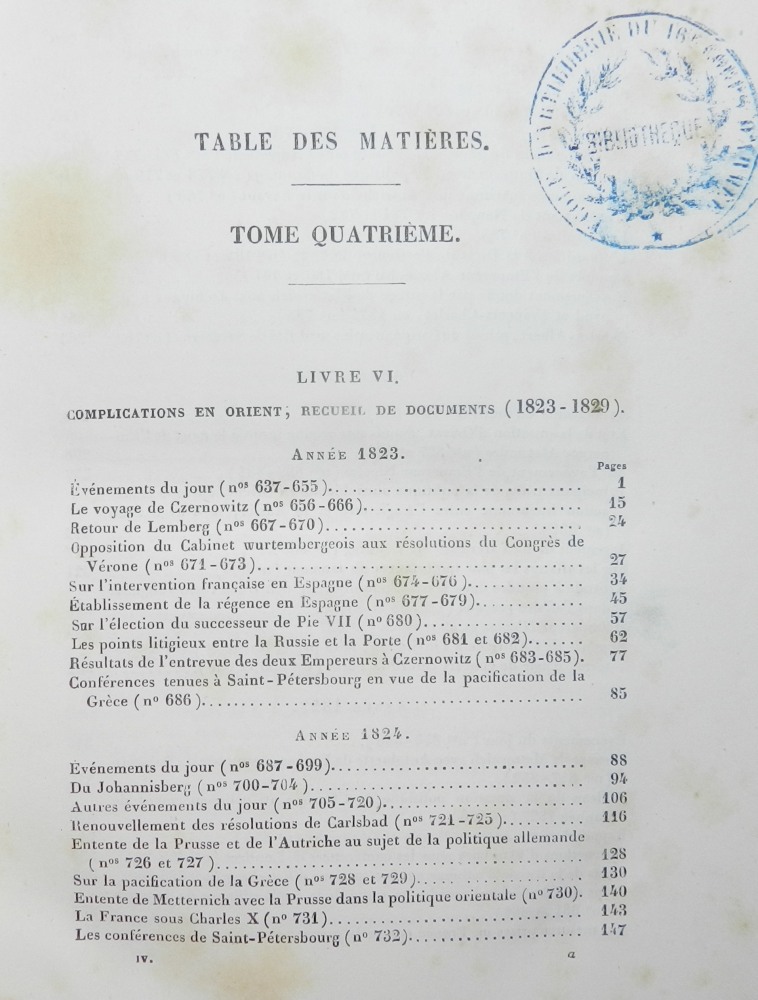 ÉCOLE D'ARTILLERIE DU 16e CORPS D'ARMÉE
BIBLIOTHÈQUE
TABLE DES MATIÈRES.
TOME QUATRIÈME.
LIVRE VI.
COMPLICATIONS EN ORIENT, RECUEIL DE DOCUMENTS (1823-1829).
ANNÉE 1823.
Pages
Événements du jour (nos 637-655)................................ 1
Le voyage de Czernowitz (nos 656-666)........................... 15
Retour de Lemberg (nos 667-670)................................ 24
Opposition du Cabinet wurtembergeois aux résolutions du Congrès de
Vérone (nos 671-673)........................................ 27
Sur l'intervention française en Espagne (nos 674-676)............. 34
Établissement de la régence en Espagne (nos 677-679)............. 45
Sur l'élection du successeur de Pie VII (no 680)................... 57
Les points litigieux entre la Russie et la Porte (nos 681 et 682)...... 62
Résultats de l'entrevue des deux Empereurs à Czernowitz (nos 683-685). 77
Conférences tenues à Saint-Pétersbourg en vue de la pacification de la
Grèce (no 686).............................................. 85
ANNÉE 1824.
Événements du jour (nos 687-699)............................... 88
Du Johannisberg (nos 700-704).................................. 94
Autres événements du jour (nos 705-720)......................... 106
Renouvellement des résolutions de Carlsbad (nos 721-725).......... 116
Entente de la Prusse et de l'Autriche au sujet de la politique allemande
(nos 726 et 727)............................................ 128
Sur la pacification de la Grèce (nos 728 et 729)................... 130
Entente de Metternich avec la Prusse dans la politique orientale (no 730). 140
La France sous Charles X (no 731)............................... 143
Les conférences de Saint-Pétersbourg (no 732).................... 147
IV. a